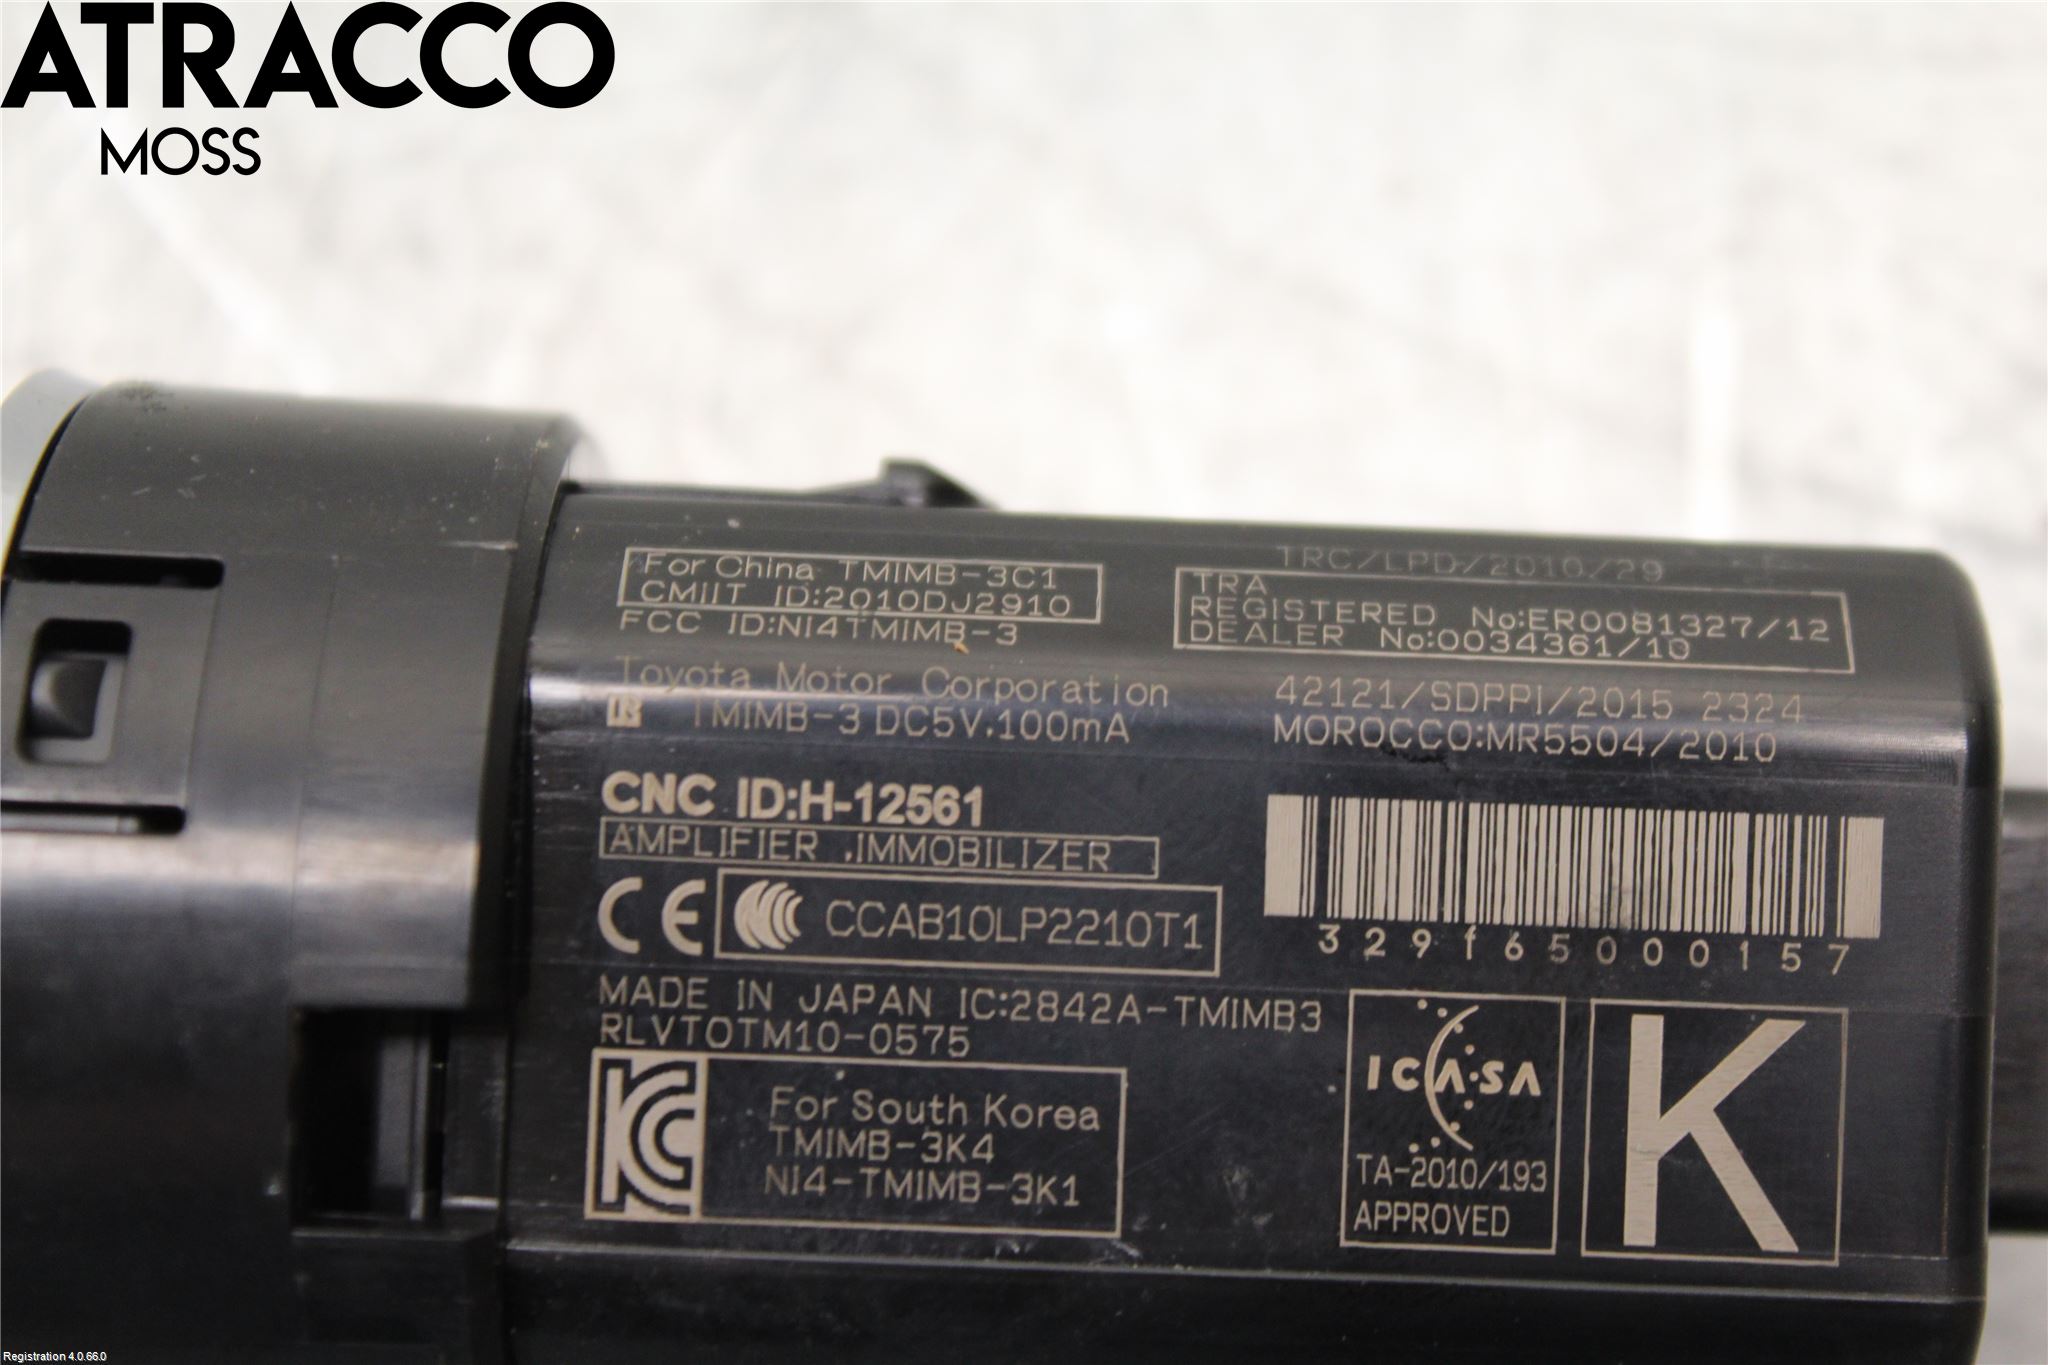 ATRACCO
MOSS
For China TMIMB-3C1
CMIIT ID:2010DJ2910
FCC ID:NI4TMIMB-3
Toyota Motor Corporation
TMIMB-3 DC5V.100mA
CNC ID:H-12561
AMPLIFIER ,IMMOBILIZER
CE CCAB10LP2210T1
MADE IN JAPAN IC:2842A-TMIMB3
RLVTOTM10-0575
For South Korea
TMIMB-3K4
NI4-TMIMB-3K1
TRC/LPD/2010/29
TRA
REGISTERED No:ER0081327/12
DEALER No:0034361/10
42121/SDPPI/2015 2324
MOROCCO:MR5504/2010
329f65000157
ICASA
TA-2010/193
APPROVED
K
Registration 4.0.66.0